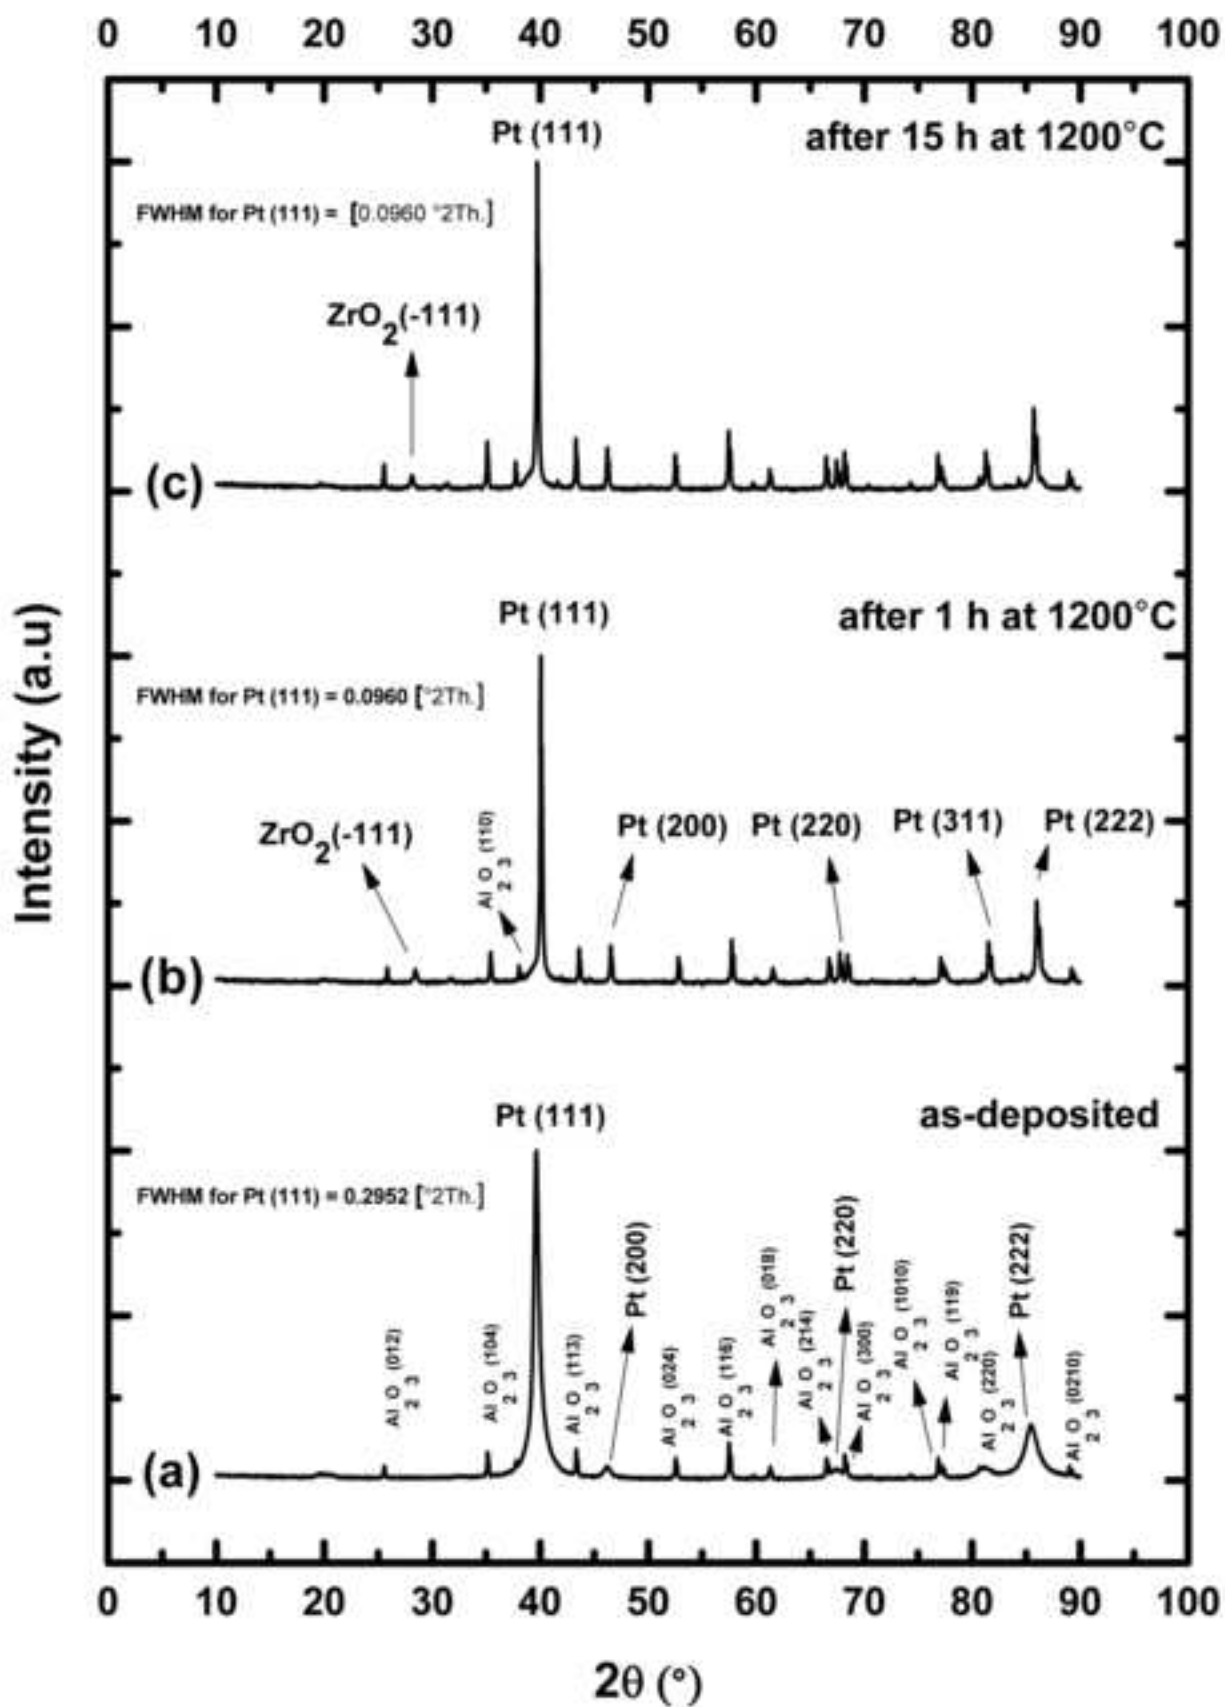 0 10 20 30 40 50 60 70 80 90 100
Pt (111)
after 15 h at 1200°C
FWHM for Pt (111) = [0.0960 °2Th.]
ZrO2(-111)
(c)
Pt (111)
after 1 h at 1200°C
FWHM for Pt (111) = 0.0960 [°2Th.]
ZrO2(-111)
Al2O3 (110)
Pt (200)
Pt (220)
Pt (311)
Pt (222)
(b)
Pt (111)
as-deposited
FWHM for Pt (111) = 0.2952 [°2Th.]
Al2O3 (012)
Al2O3 (104)
Al2O3 (113)
Pt (200)
Al2O3 (024)
Al2O3 (116)
Al2O3 (018)
Al2O3 (214)
Pt (220)
Al2O3 (300)
Al2O3 (1010)
Al2O3 (119)
Al2O3 (220)
Pt (222)
Al2O3 (0210)
(a)
0 10 20 30 40 50 60 70 80 90 100
2θ (°)
Intensity (a.u)